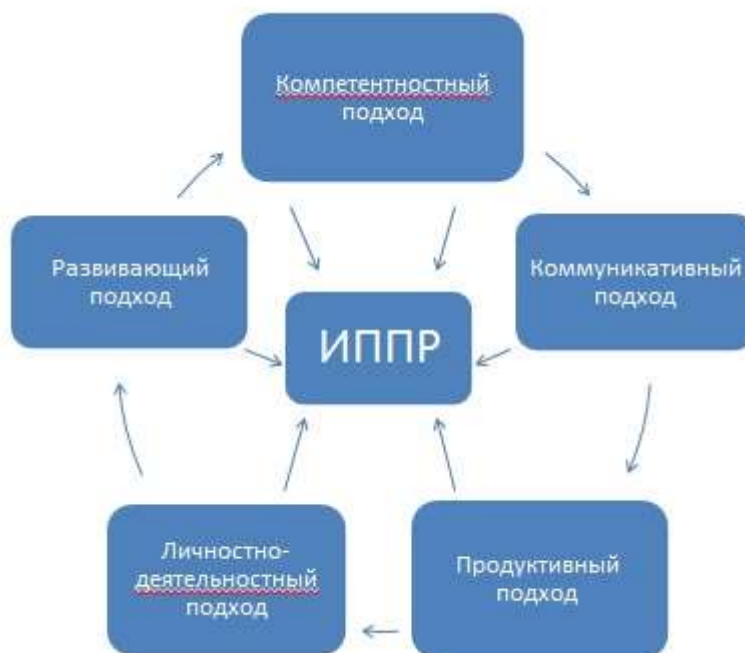 Компетентностный
подход
Развивающий
подход
Коммуникативный
подход
ИППР
Личностно-
деятельностный
подход
Продуктивный
подход